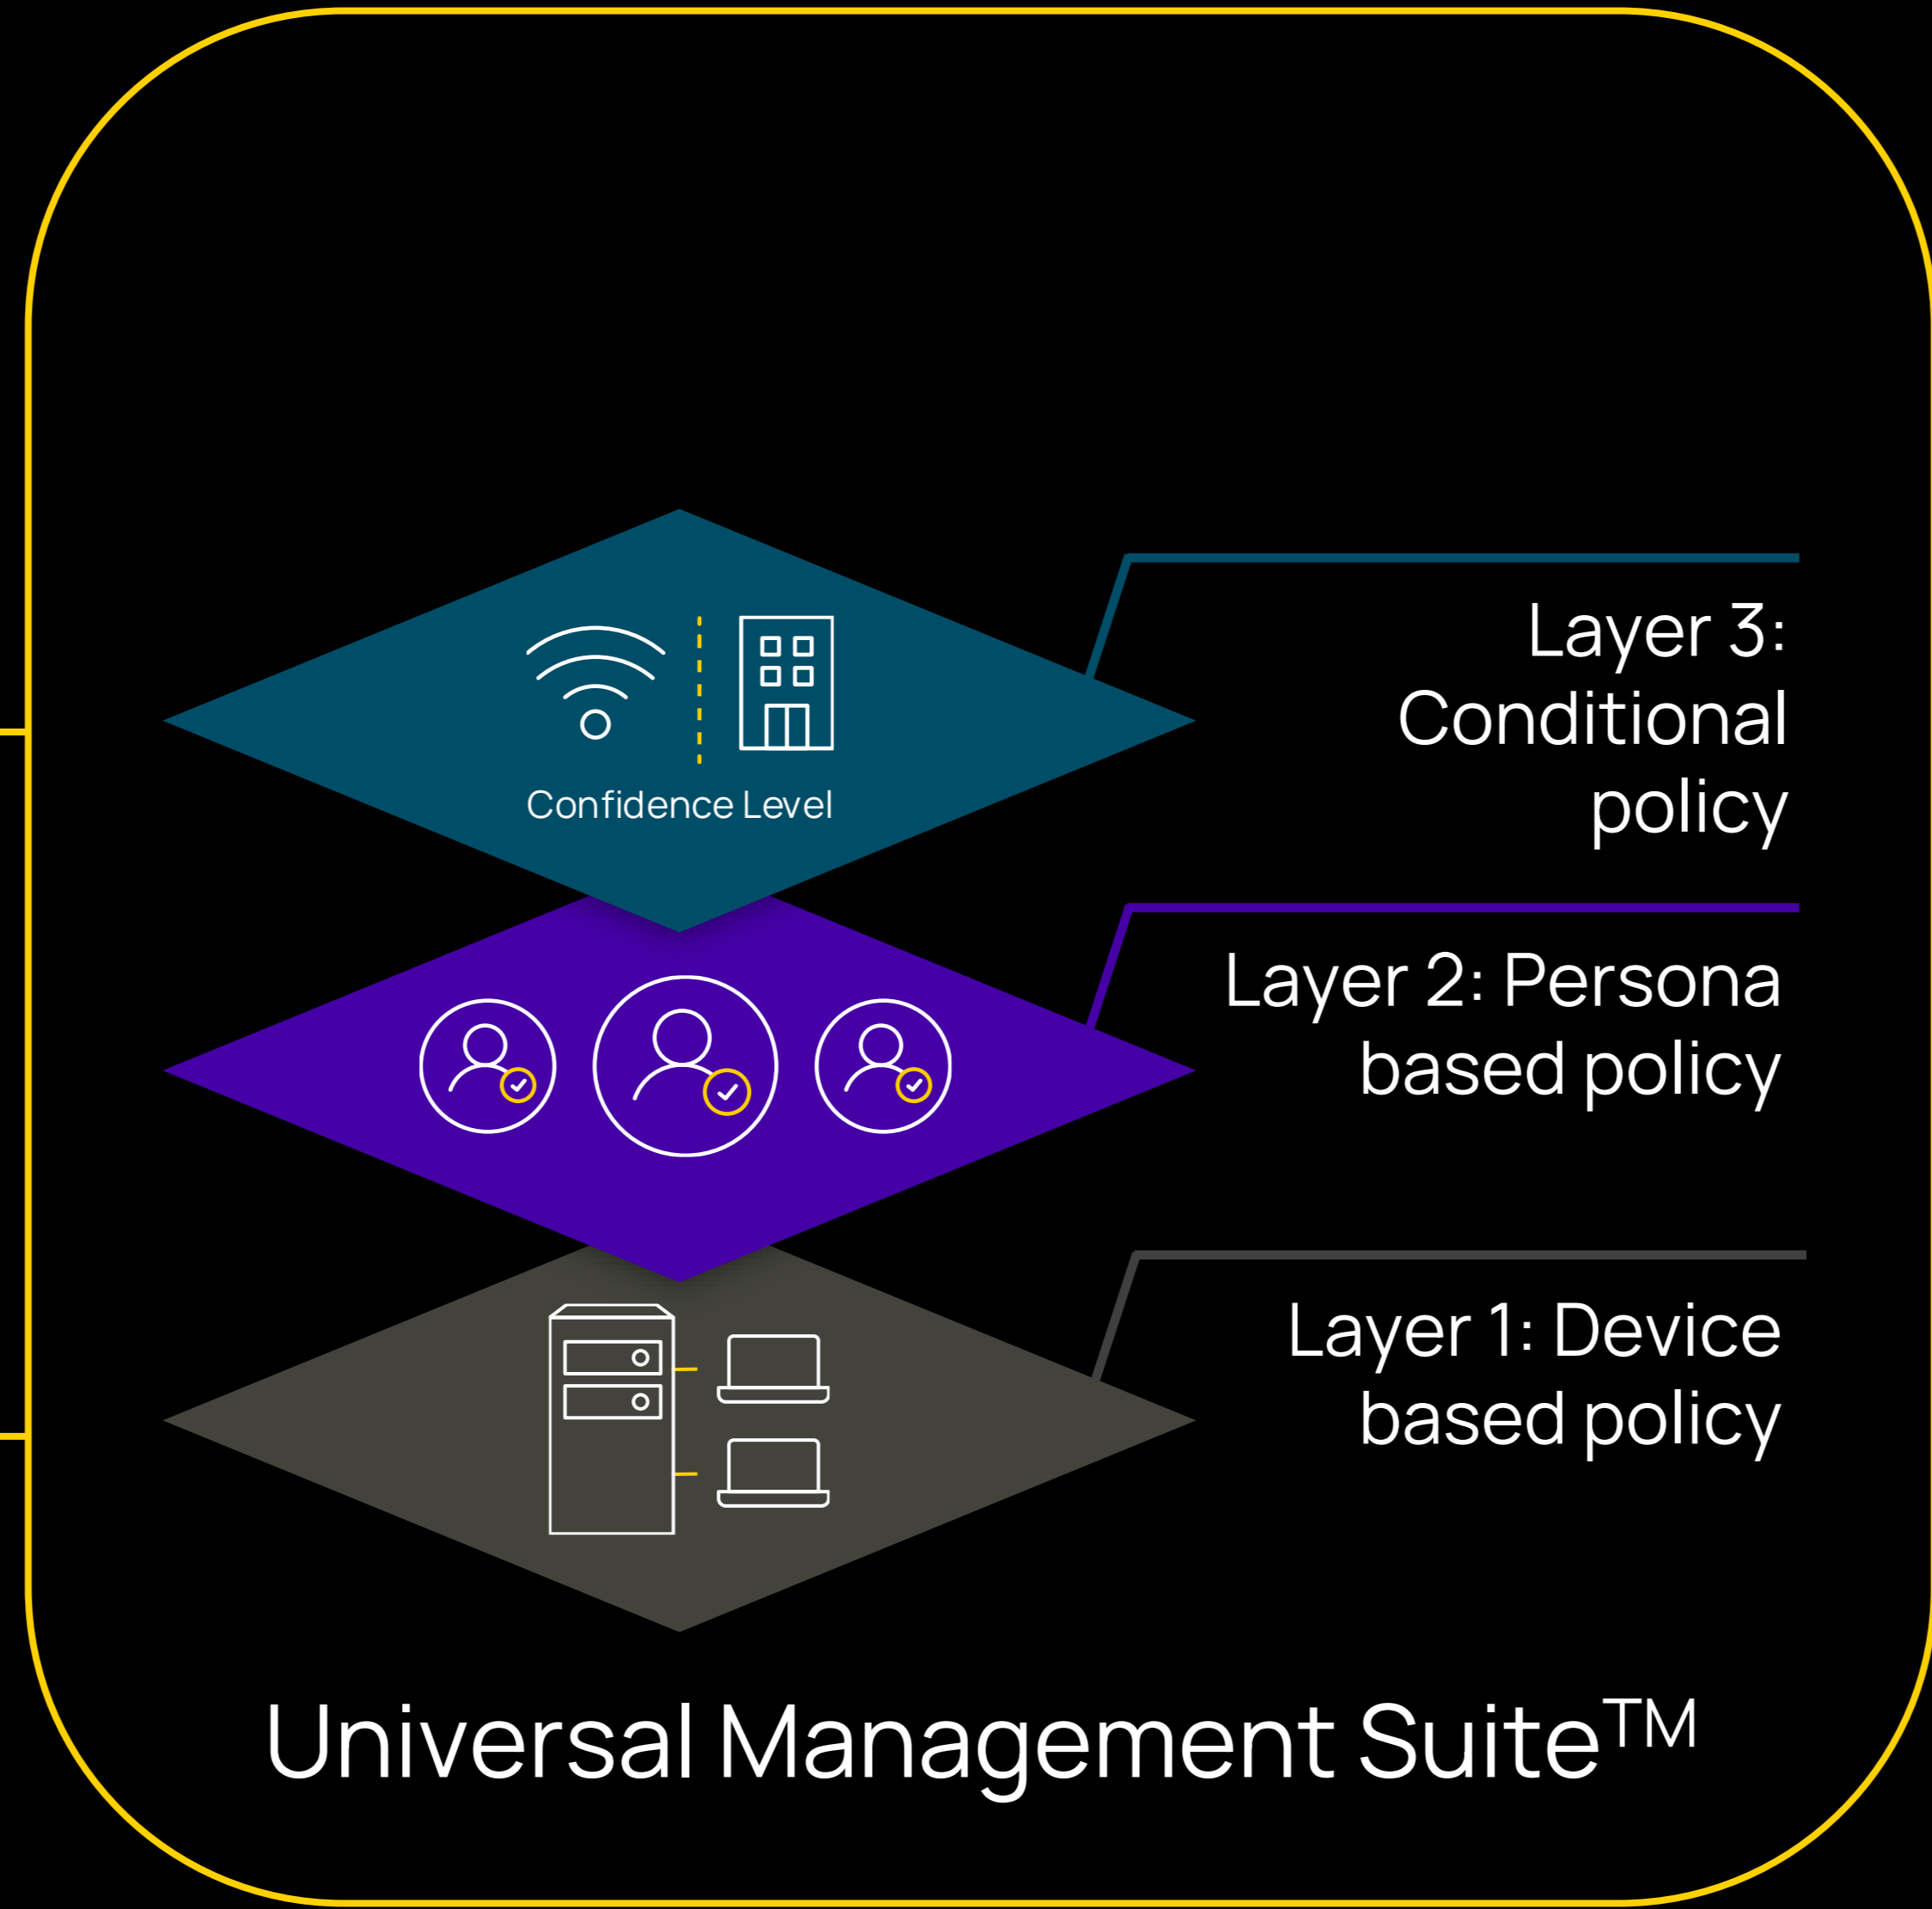 Confidence Level
Layer 3:
Conditional
policy
Layer 2: Persona
based policy
Layer 1: Device
based policy
Universal Management Suite™